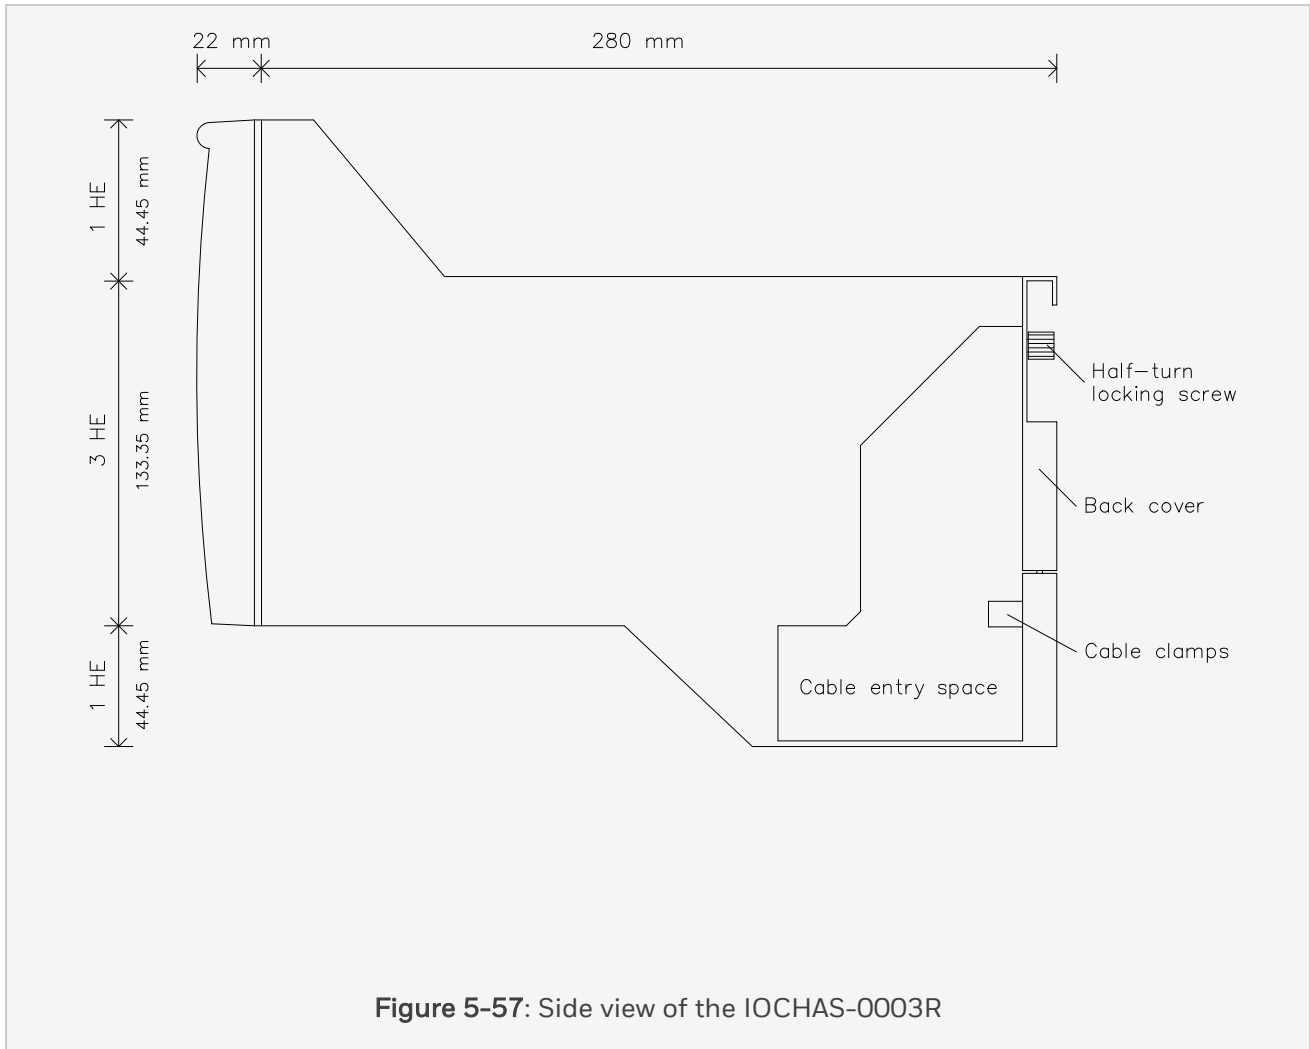 22 mm
280 mm
1 HE
44.45 mm
3 HE
133.35 mm
1 HE
44.45 mm
Half-turn
locking screw
Back cover
Cable clamps
Cable entry space
Figure 5-57: Side view of the IOCHAS-0003R